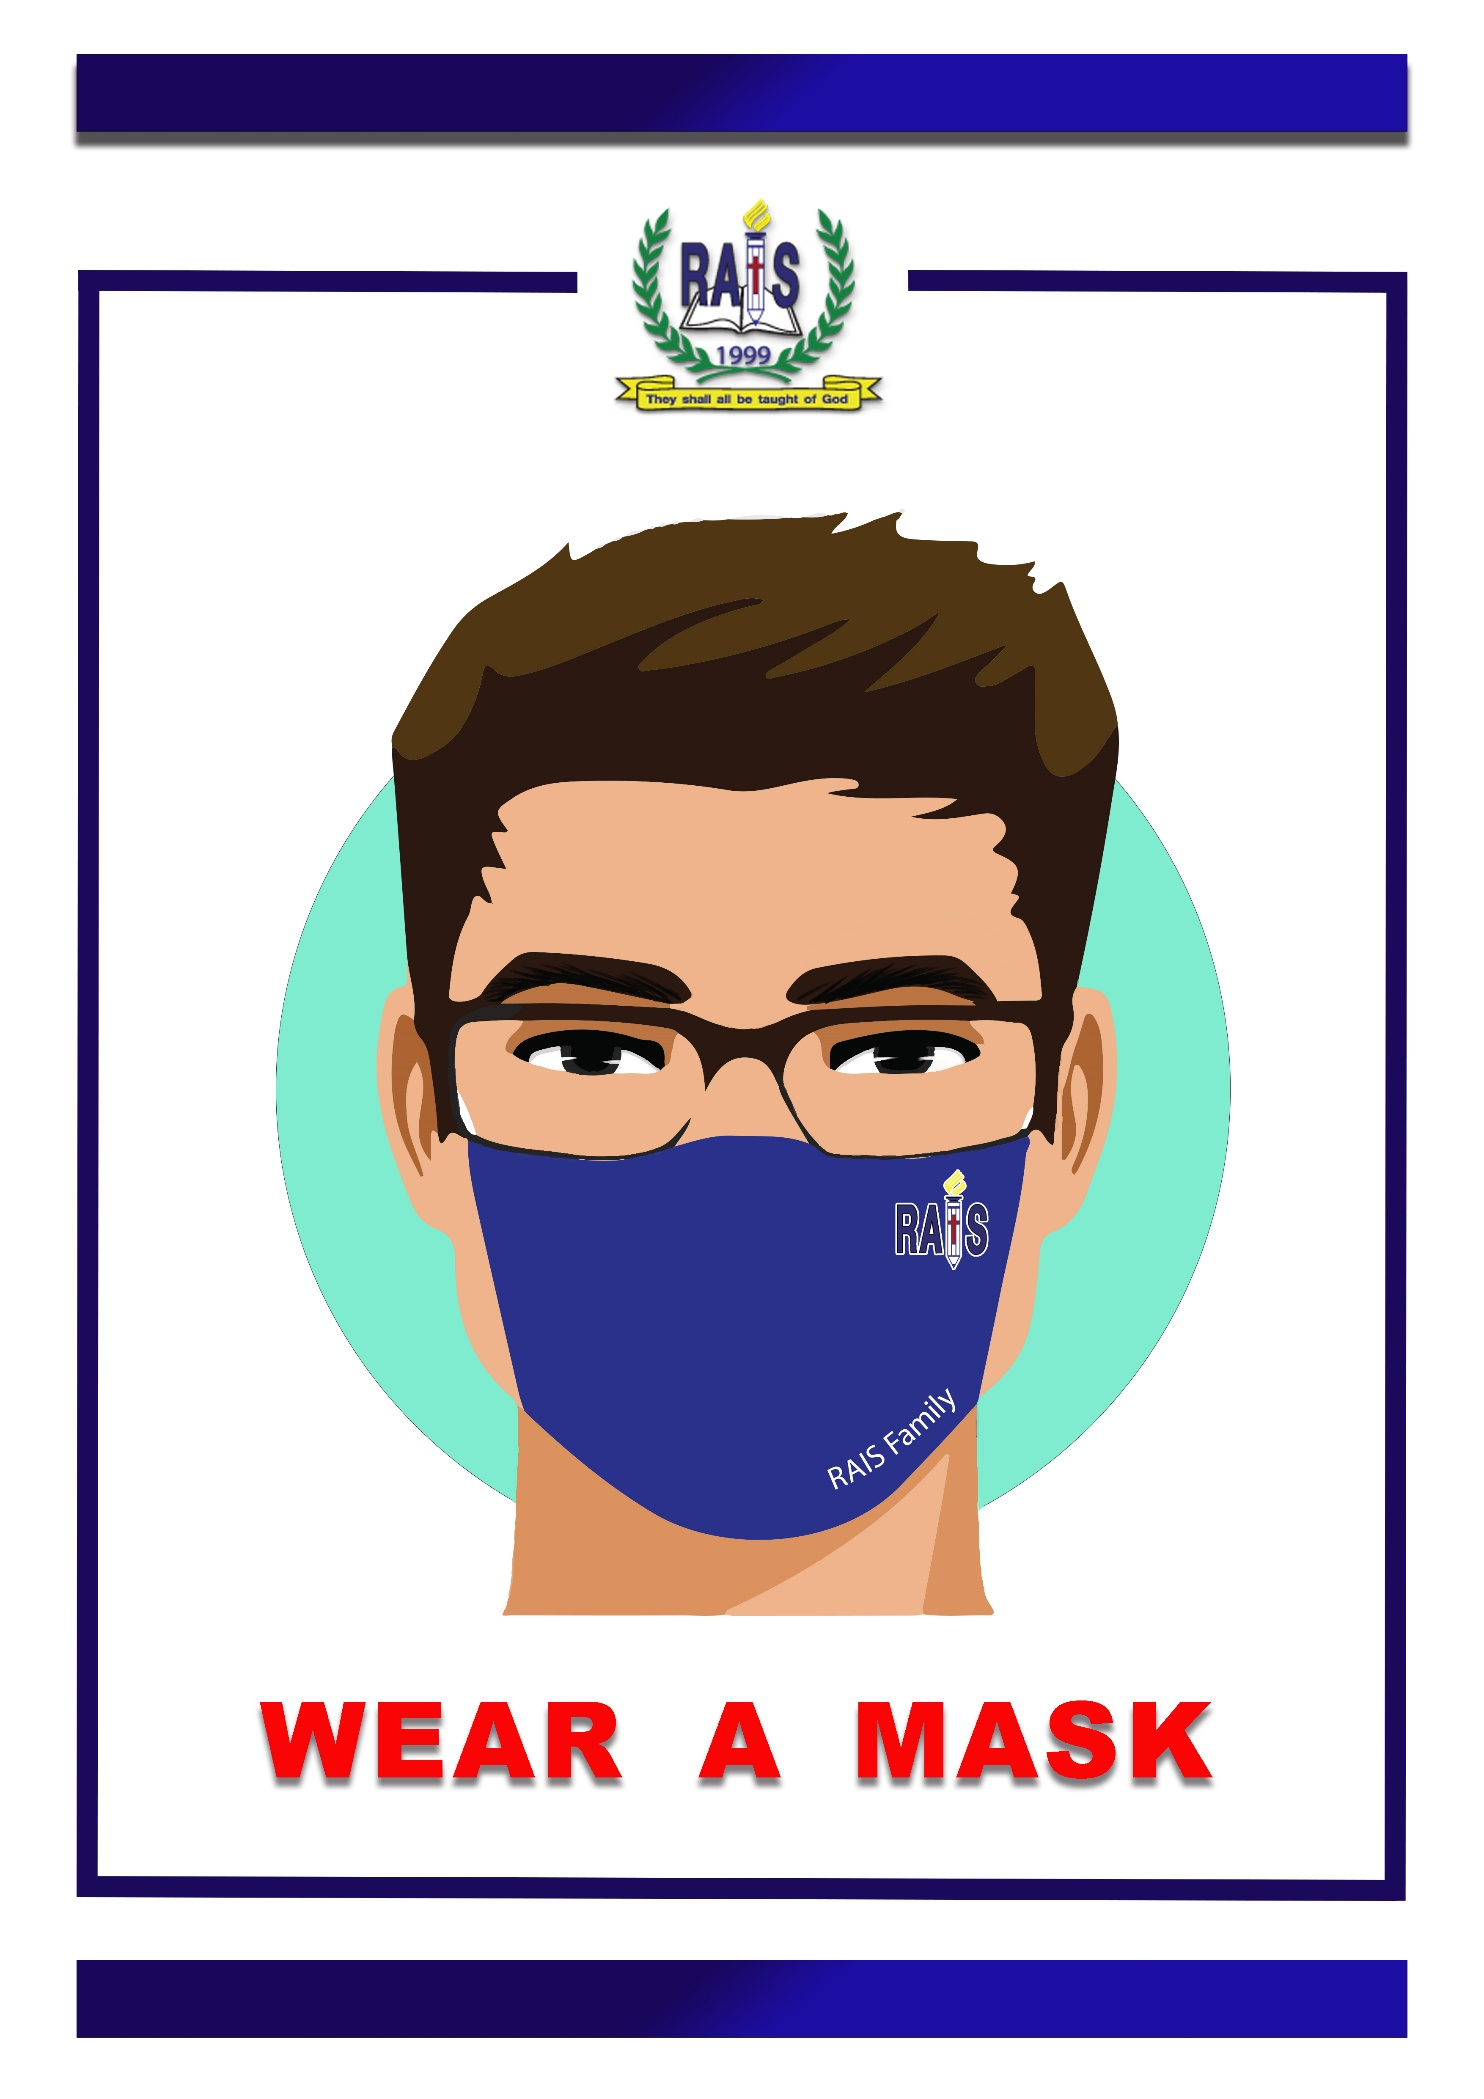 RAIS
1999
They shall all be taught of God
RAIS
RAIS Family
WEAR A MASK